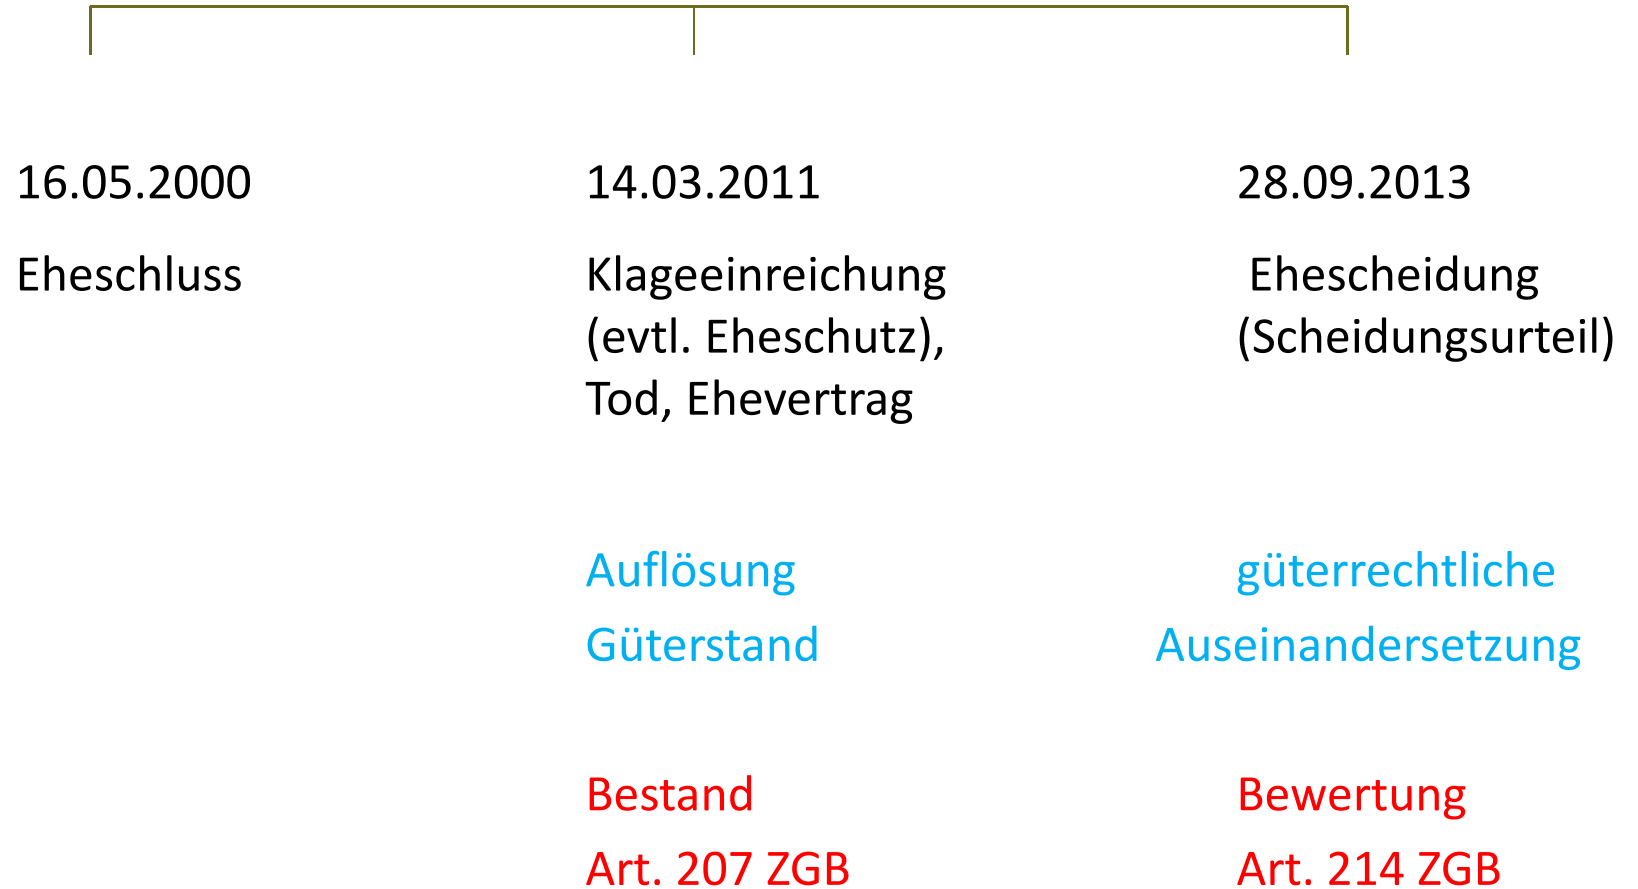 16.05.2000 14.03.2011 28.09.2013
Eheschluss Klageeinreichung Ehescheidung
(evtl. Eheschutz), (Scheidungsurteil)
Tod, Ehevertrag
Auflösung güterrechtliche
Güterstand Auseinandersetzung
Bestand Bewertung
Art. 207 ZGB Art. 214 ZGB